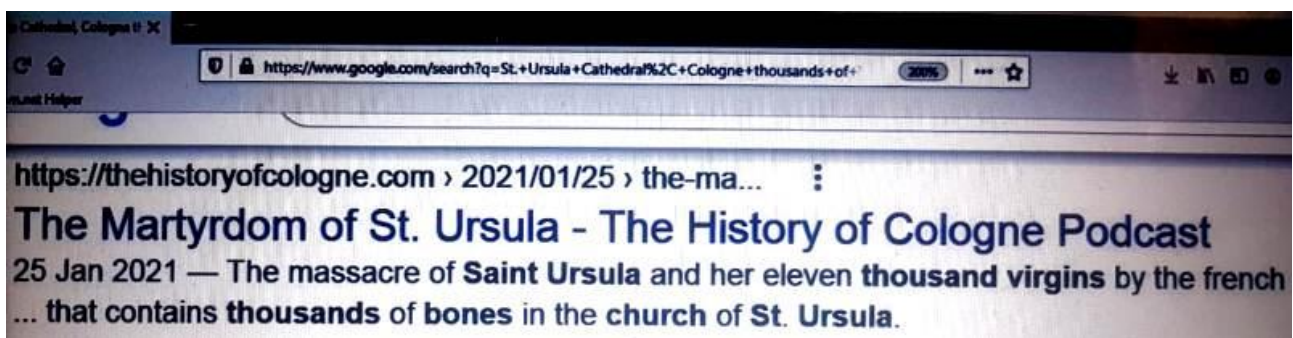 Cathedral, Cologne
https://www.google.com/search?q=St.+Ursula+Cathedral%2C+Cologne+thousands+of+
200%
Helper
https://thehistoryofcologne.com › 2021/01/25 › the-ma...
The Martyrdom of St. Ursula - The History of Cologne Podcast
25 Jan 2021 — The massacre of Saint Ursula and her eleven thousand virgins by the french
... that contains thousands of bones in the church of St. Ursula.